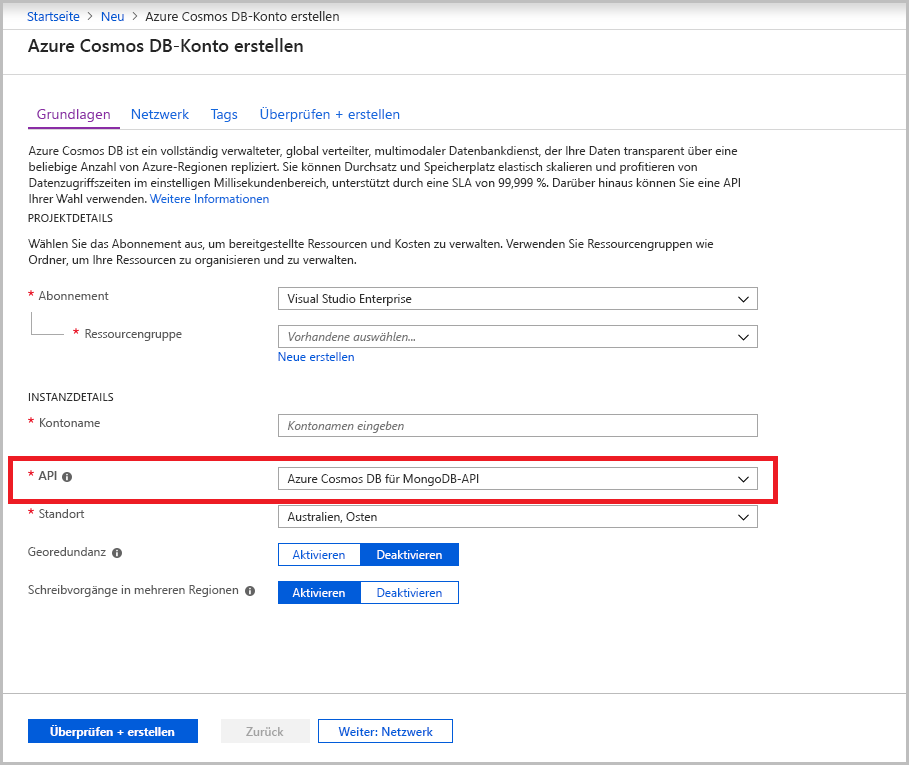 Startseite > Neu > Azure Cosmos DB-Konto erstellen
Azure Cosmos DB-Konto erstellen
Grundlagen Netzwerk Tags Überprüfen + erstellen
Azure Cosmos DB ist ein vollständig verwalteter, global verteilter, multimodaler Datenbankdienst, der Ihre Daten transparent über eine
beliebige Anzahl von Azure-Regionen repliziert. Sie können Durchsatz und Speicherplatz elastisch skalieren und profitieren von
Datenzugriffszeiten im einstelligen Millisekundenbereich, unterstützt durch eine SLA von 99,999 %. Darüber hinaus können Sie eine API
Ihrer Wahl verwenden. Weitere Informationen
PROJEKTDETAILS
Wählen Sie das Abonnement aus, um bereitgestellte Ressourcen und Kosten zu verwalten. Verwenden Sie Ressourcengruppen wie
Ordner, um Ihre Ressourcen zu organisieren und zu verwalten.
* Abonnement Visual Studio Enterprise
* Ressourcengruppe Vorhandene auswählen...
Neue erstellen
INSTANZDETAILS
* Kontoname Kontonamen eingeben
* API Azure Cosmos DB für MongoDB-API
* Standort Australien, Osten
Georedundanz Aktivieren Deaktivieren
Schreibvorgänge in mehreren Regionen Aktivieren Deaktivieren
Überprüfen + erstellen Zurück Weiter: Netzwerk